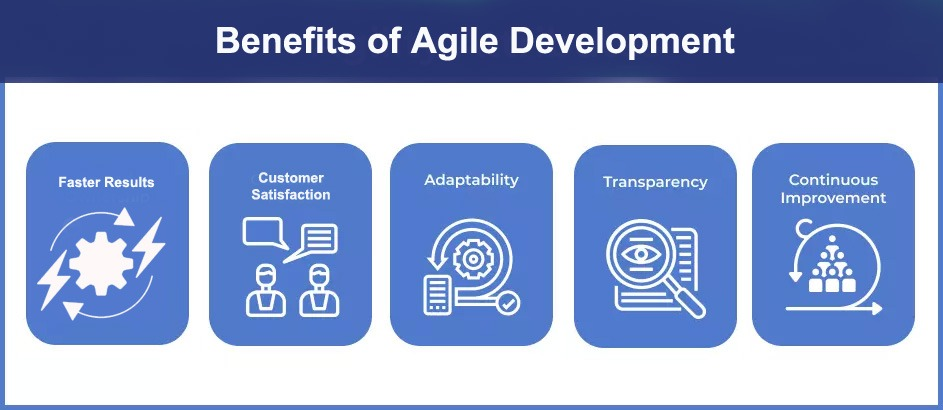 Benefits of Agile Development
Faster Results
Customer
Satisfaction
Adaptability
Transparency
Continuous
Improvement